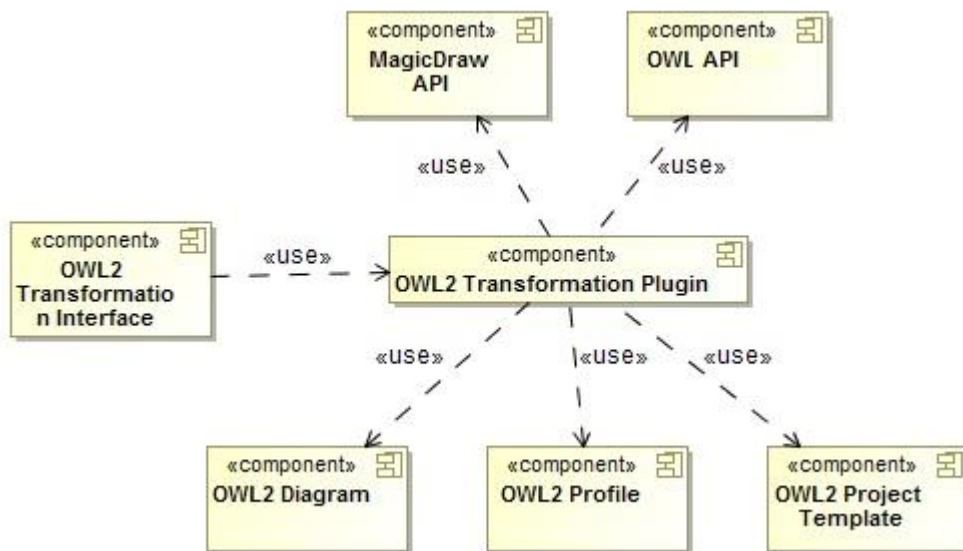 «component»
MagicDraw
API
«component»
OWL API
«use»
«use»
«component»
OWL2
Transformatio
n Interface
«use»
«component»
OWL2 Transformation Plugin
«use»
«use»
«use»
«component»
OWL2 Diagram
«component»
OWL2 Profile
«component»
OWL2 Project
Template